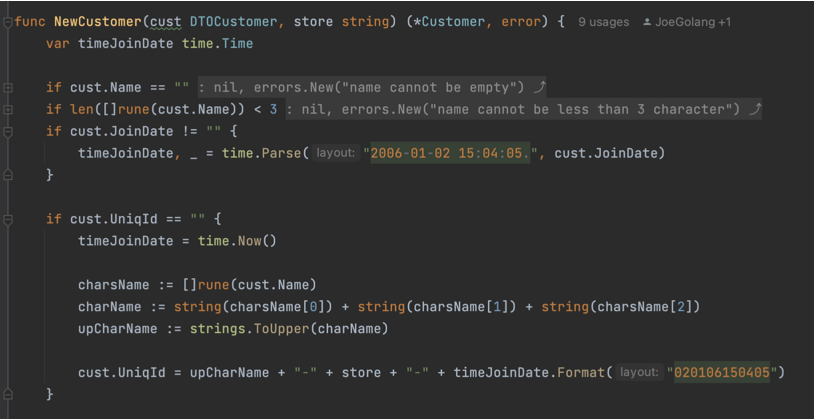 func NewCustomer(cust DTOCustomer, store string) (*Customer, error) { 9 usages JoeGolang +1
var timeJoinDate time.Time
if cust.Name == "" : nil, errors.New("name cannot be empty")
if len([]rune(cust.Name)) < 3 : nil, errors.New("name cannot be less than 3 character")
if cust.JoinDate != "" {
timeJoinDate, _ = time.Parse( layout: "2006-01-02 15:04:05.", cust.JoinDate)
}
if cust.UniqId == "" {
timeJoinDate = time.Now()
charsName := []rune(cust.Name)
charName := string(charsName[0]) + string(charsName[1]) + string(charsName[2])
upCharName := strings.ToUpper(charName)
cust.UniqId = upCharName + "-" + store + "-" + timeJoinDate.Format( layout: "020106150405")
}